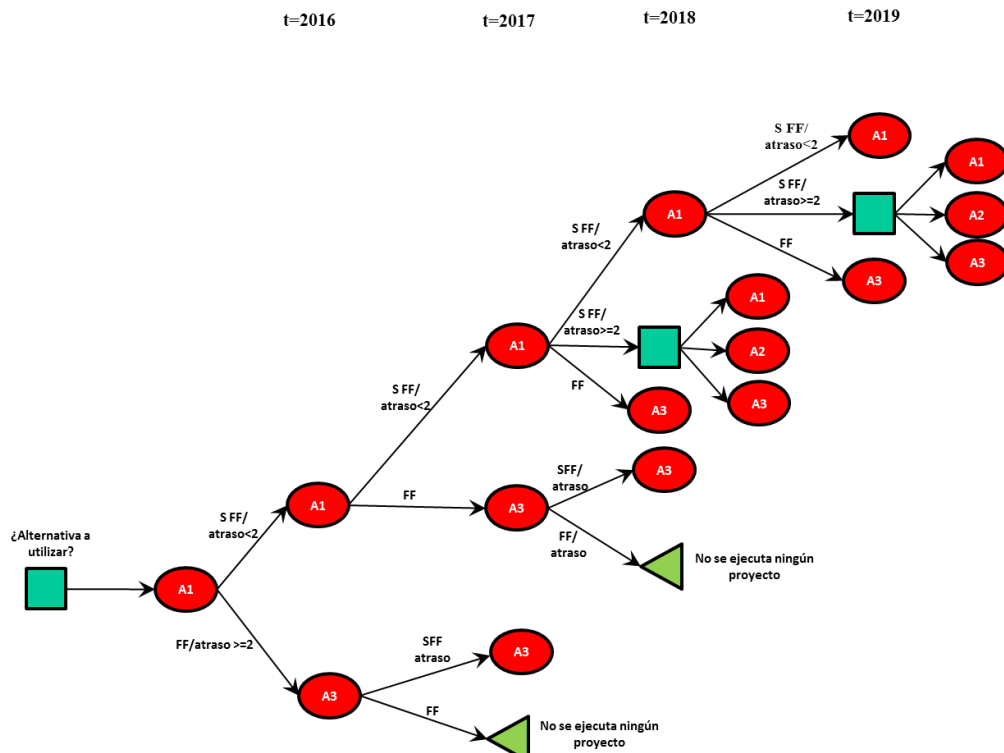 t=2016
t=2017
t=2018
t=2019
S FF/
atraso<2
A1
A1
S FF/
atraso>=2
A1
S FF/
atraso<2
A2
FF
A3
A3
A1
S FF/
atraso>=2
A1
A2
S FF/
atraso<2
FF
A3
A3
SFF/
atraso
A3
A1
FF
A3
S FF/
atraso<2
FF/
atraso
¿Alternativa a
utilizar?
No se ejecuta ningún
proyecto
A1
FF/atraso >=2
SFF
atraso
A3
A3
FF
No se ejecuta ningún
proyecto